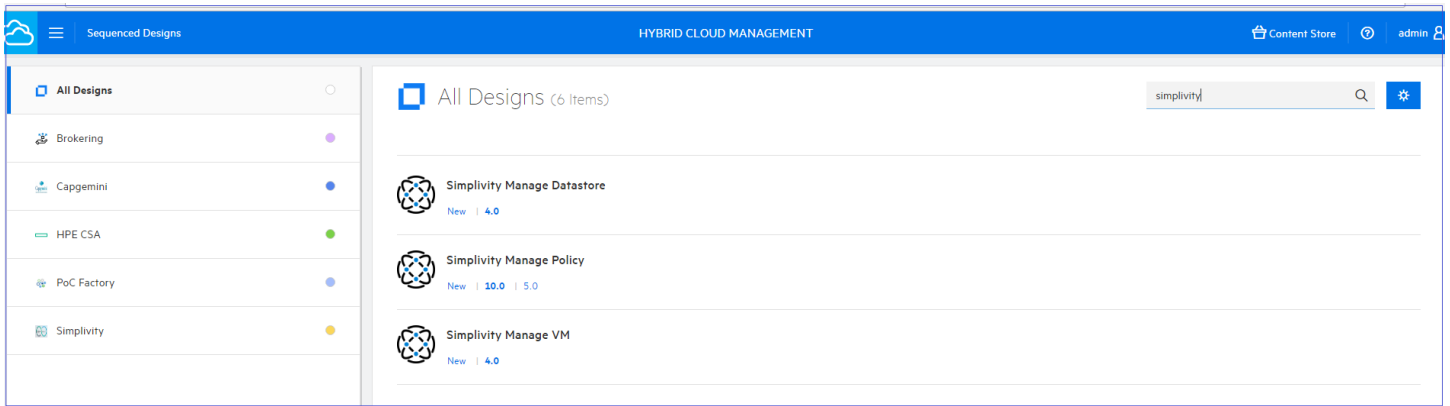 Sequenced Designs
HYBRID CLOUD MANAGEMENT
Content Store
admin
All Designs
Brokering
Capgemini
HPE CSA
PoC Factory
Simplivity
All Designs (6 Items)
simplivity
Simplivity Manage Datastore
New | 4.0
Simplivity Manage Policy
New | 10.0 | 5.0
Simplivity Manage VM
New | 4.0